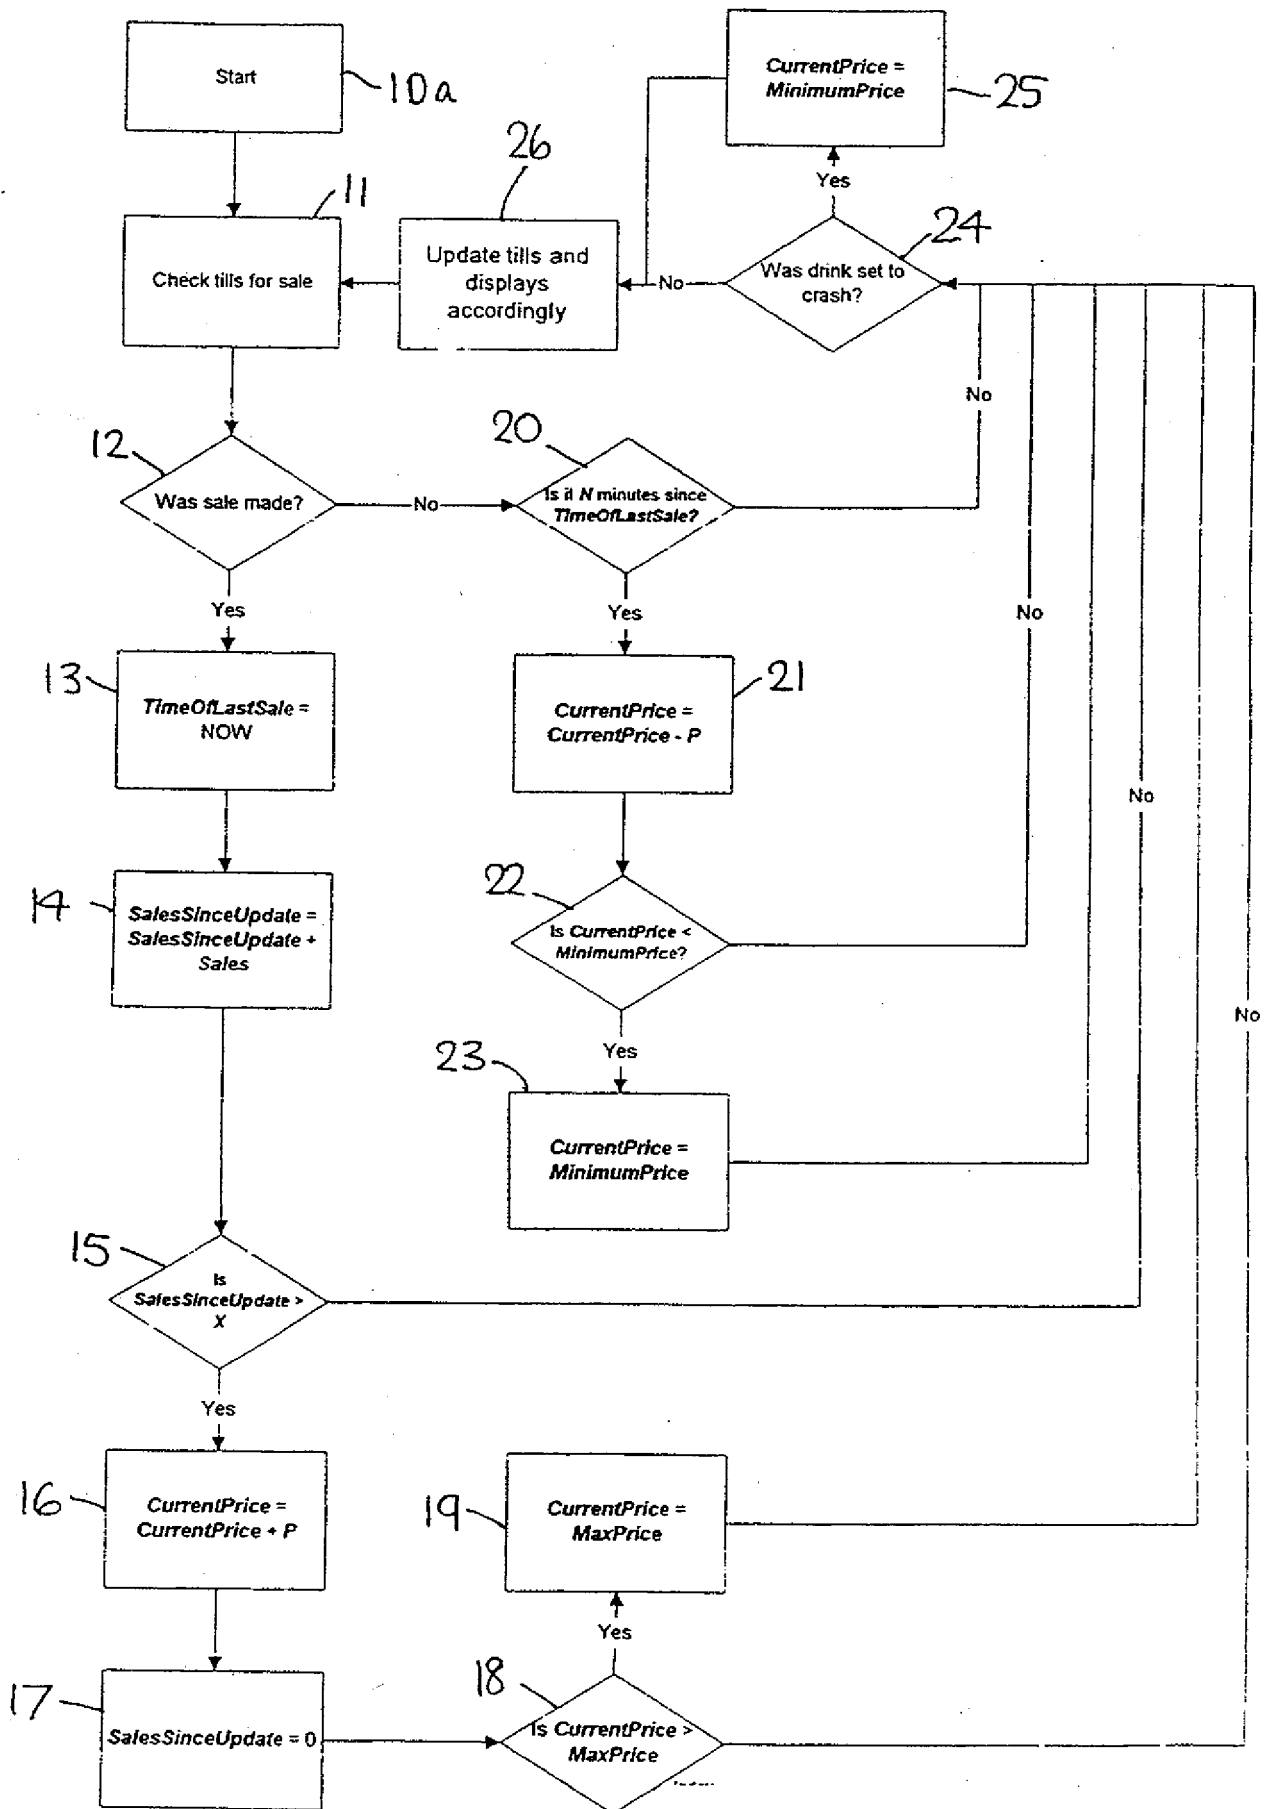 Start
10a
CurrentPrice =
MinimumPrice
25
26
Yes
11
24
Check tills for sale
Update tills and
displays
accordingly
No
Was drink set to
crash?
No
12
20
Was sale made?
No
Is it N minutes since
TimeOfLastSale?
Yes
Yes
No
13
TimeOfLastSale =
NOW
21
CurrentPrice =
CurrentPrice - P
No
14
SalesSinceUpdate =
SalesSinceUpdate +
Sales
22
Is CurrentPrice <
MinimumPrice?
No
Yes
23
CurrentPrice =
MinimumPrice
15
Is
SalesSinceUpdate >
X
Yes
16
CurrentPrice =
CurrentPrice + P
19
CurrentPrice =
MaxPrice
Yes
17
SalesSinceUpdate = 0
18
Is CurrentPrice >
MaxPrice